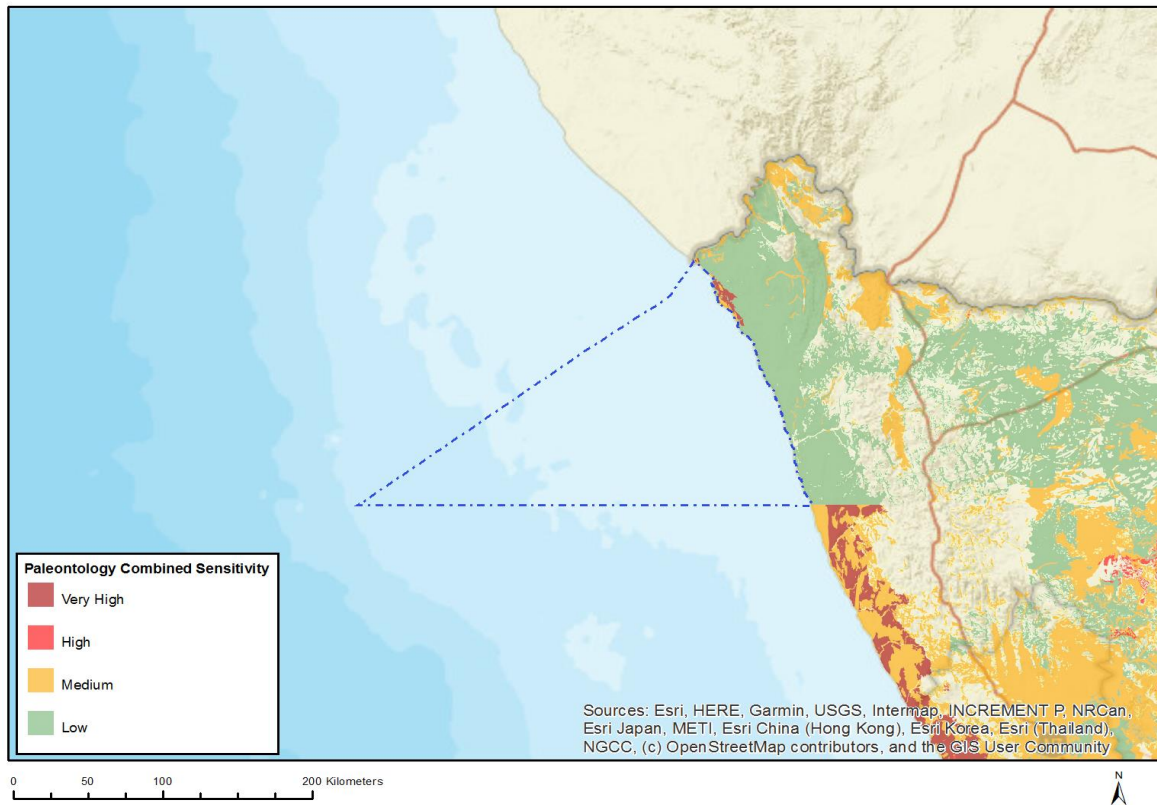 Paleontology Combined Sensitivity
Very High
High
Medium
Low
Sources: Esri, HERE, Garmin, USGS, Intermap, INCREMENT P, NRCan,
Esri Japan, METI, Esri China (Hong Kong), Esri Korea, Esri (Thailand),
NGCC, (c) OpenStreetMap contributors, and the GIS User Community
0 50 100 200 Kilometers
N